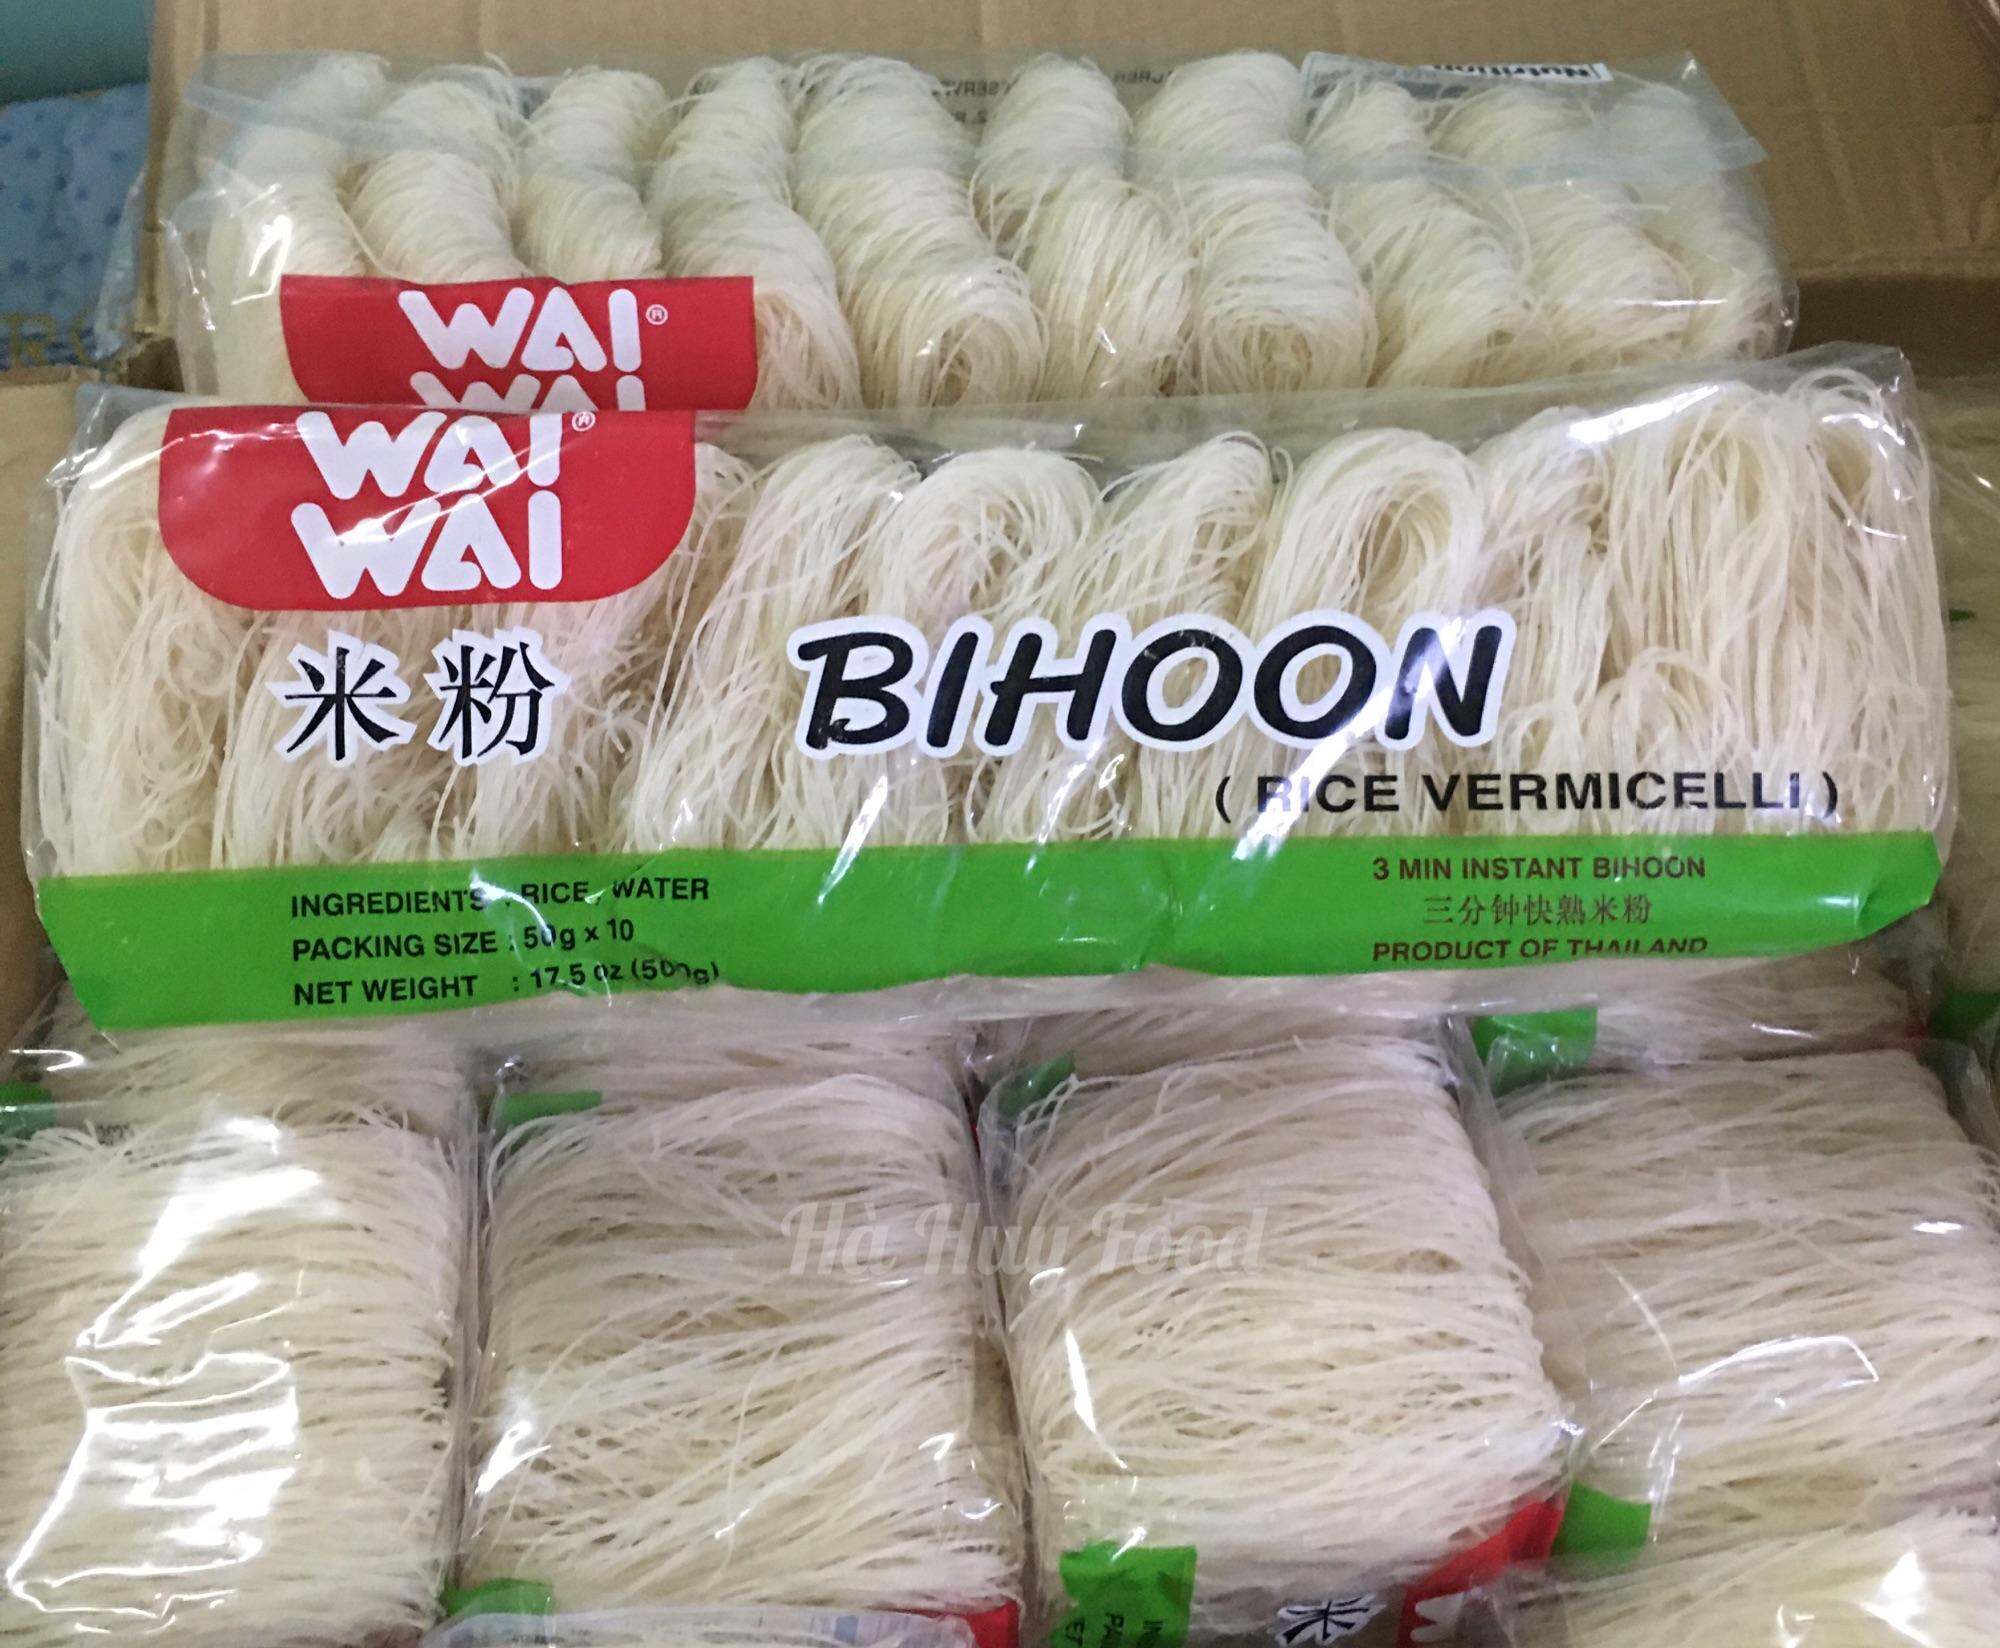 Nutrition
WAI®
WAI
WAI®
WAI
米粉
BIHOON
( RICE VERMICELLI )
INGREDIENTS : RICE, WATER
PACKING SIZE : 50g x 10
NET WEIGHT : 17.5 oz (500g)
3 MIN INSTANT BIHOON
三分钟快熟米粉
PRODUCT OF THAILAND
Hà Huy Food
米